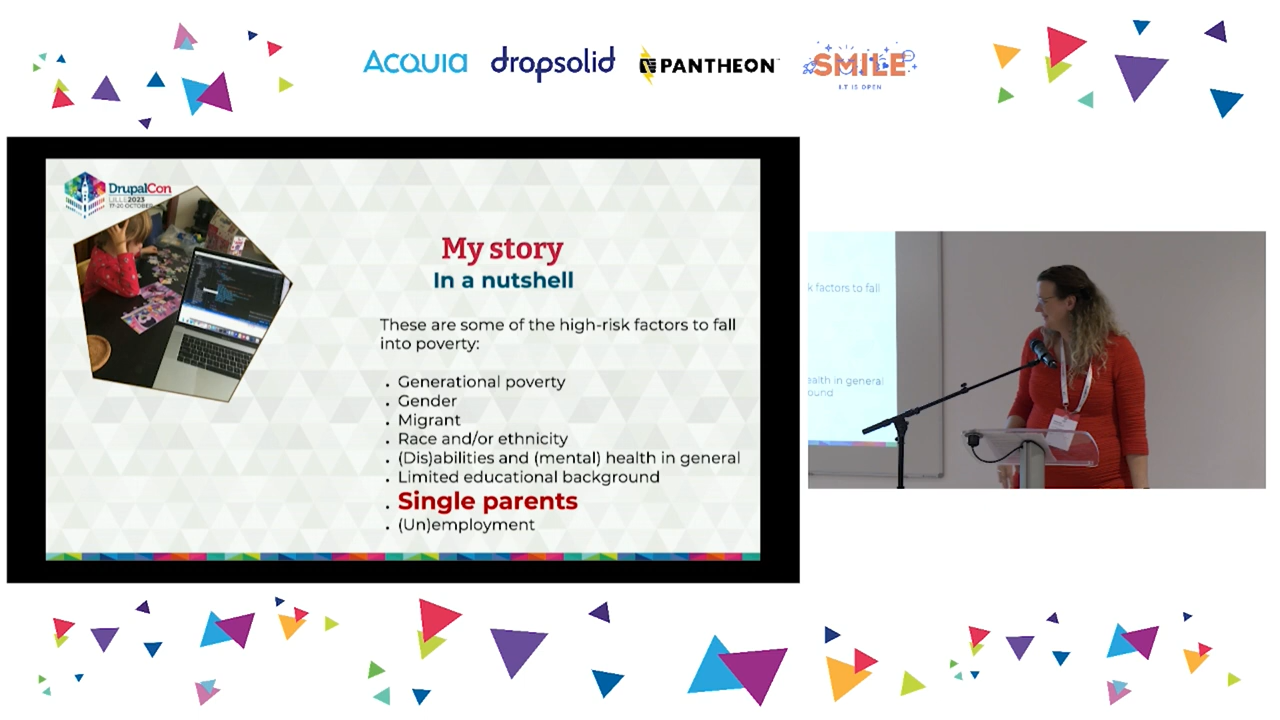 Acquia
dropsolid
PANTHEON
SMILE
I.T IS OPEN
DrupalCon
LILLE 2023
17-20 OCTOBER
My story
In a nutshell
These are some of the high-risk factors to fall
into poverty:
. Generational poverty
. Gender
. Migrant
. Race and/or ethnicity
. (Dis)abilities and (mental) health in general
. Limited educational background
. Single parents
. (Un)employment
k factors to fall
ealth in general
ound